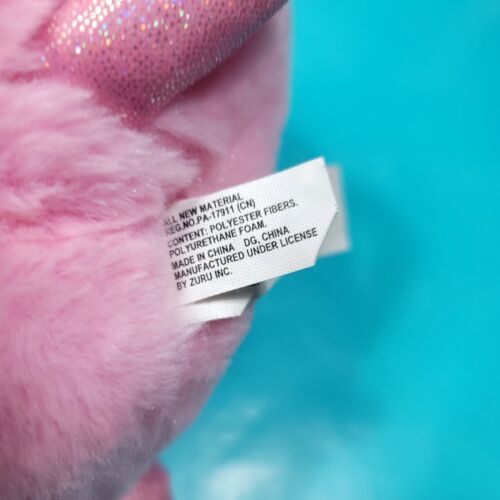 ALL NEW MATERIAL
REG.NO.PA-17911 (CN)
CONTENT: POLYESTER FIBERS.
POLYURETHANE FOAM.
MADE IN CHINA DG, CHINA
MANUFACTURED UNDER LICENSE
BY ZURU INC.